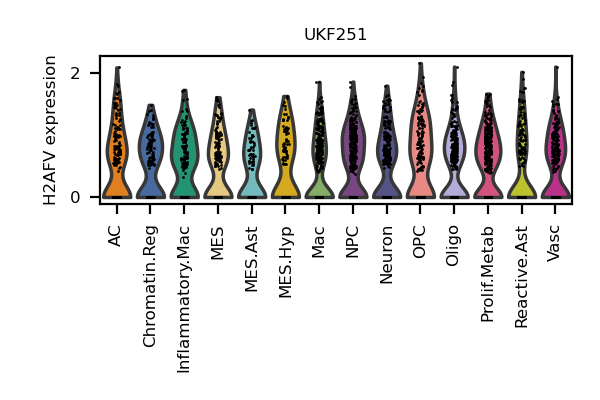 UKF251
H2AFV expression
2
0
AC
Chromatin.Reg
Inflammatory.Mac
MES
MES.Ast
MES.Hyp
Mac
NPC
Neuron
OPC
Oligo
Prolif.Metab
Reactive.Ast
Vasc